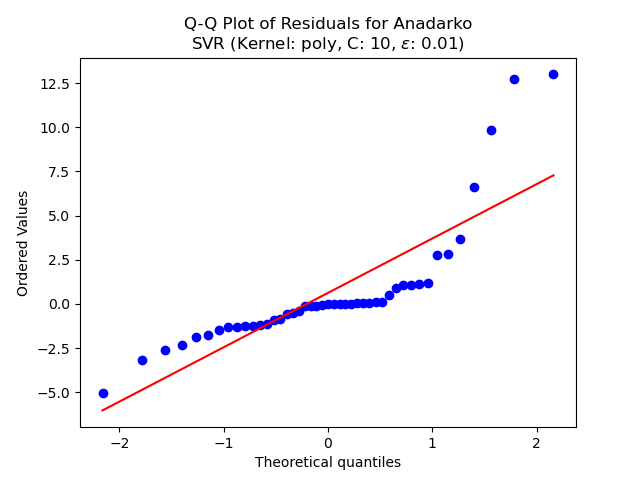 Q-Q Plot of Residuals for Anadarko
SVR (Kernel: poly, C: 10, ε: 0.01)
Ordered Values
12.5
10.0
7.5
5.0
2.5
0.0
−2.5
−5.0
−2 −1 0 1 2
Theoretical quantiles